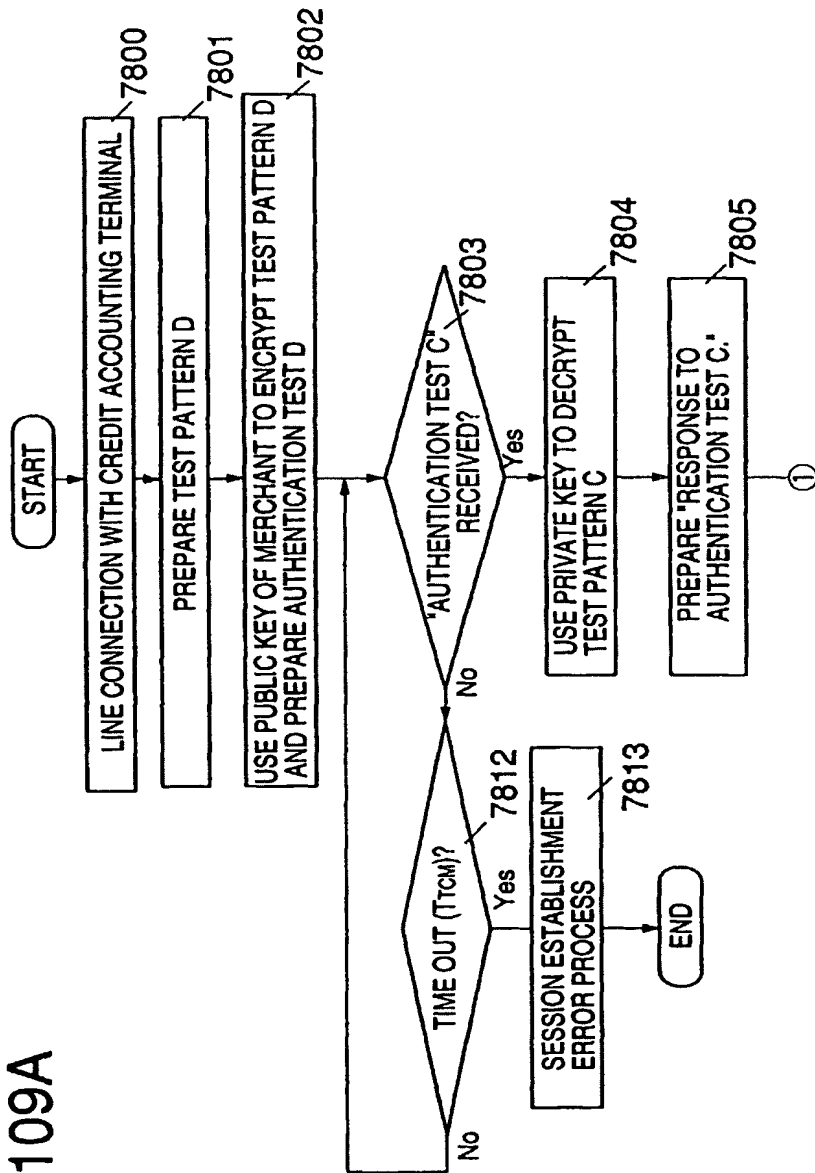 109A
START
LINE CONNECTION WITH CREDIT ACCOUNTING TERMINAL
7800
PREPARE TEST PATTERN D
7801
USE PUBLIC KEY OF MERCHANT TO ENCRYPT TEST PATTERN D
AND PREPARE AUTHENTICATION TEST D
7802
"AUTHENTICATION TEST C"
RECEIVED?
7803
No
Yes
TIME OUT (TTCM)?
7812
No
Yes
USE PRIVATE KEY TO DECRYPT
TEST PATTERN C
7804
SESSION ESTABLISHMENT
ERROR PROCESS
7813
PREPARE "RESPONSE TO
AUTHENTICATION TEST C."
7805
END
1